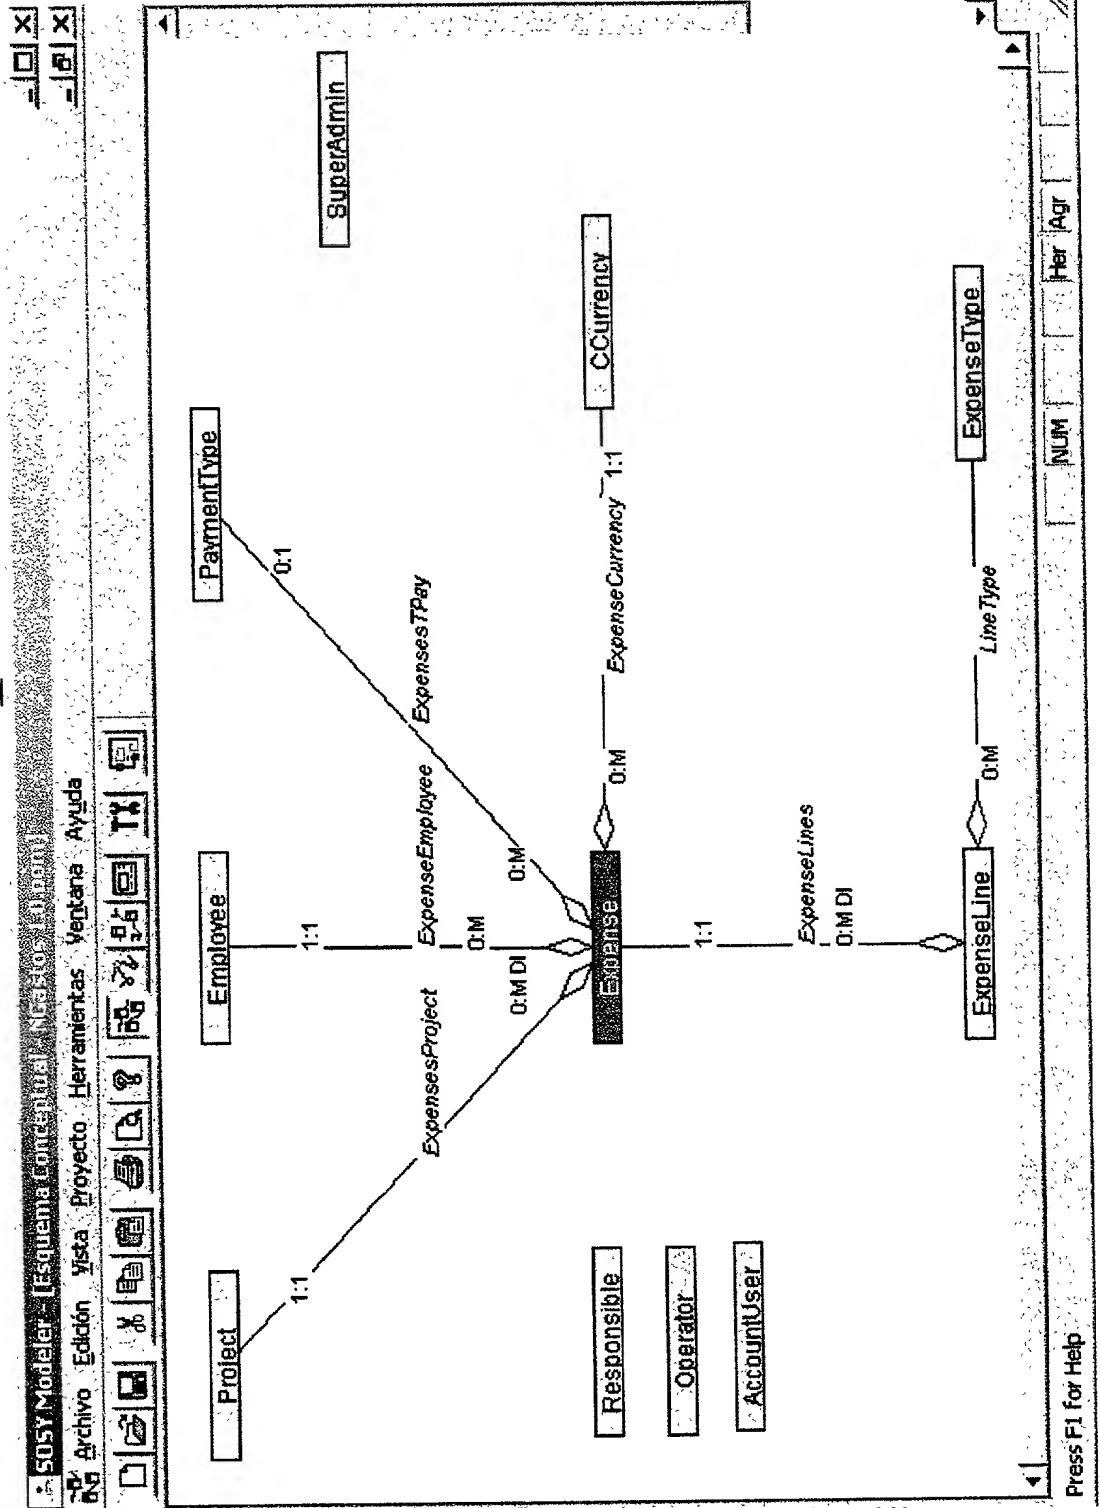 SOSY Modeler - [Esquema Conceptual
Archivo Edición Vista Proyecto Herramientas Ventana Ayuda
Project
Employee
PaymentType
SuperAdmin
1:1
1:1
0:1
ExpensesProject
ExpenseEmployee
ExpensesTPay
0:M DI
0:M
0:M
Responsible
Operator
AccountUser
Expense
0:M
ExpenseCurrency
1:1
CCurrency
1:1
ExpenseLines
0:M DI
ExpenseLine
0:M
LineType
ExpenseType
Press F1 for Help
NUM
Her
Agr